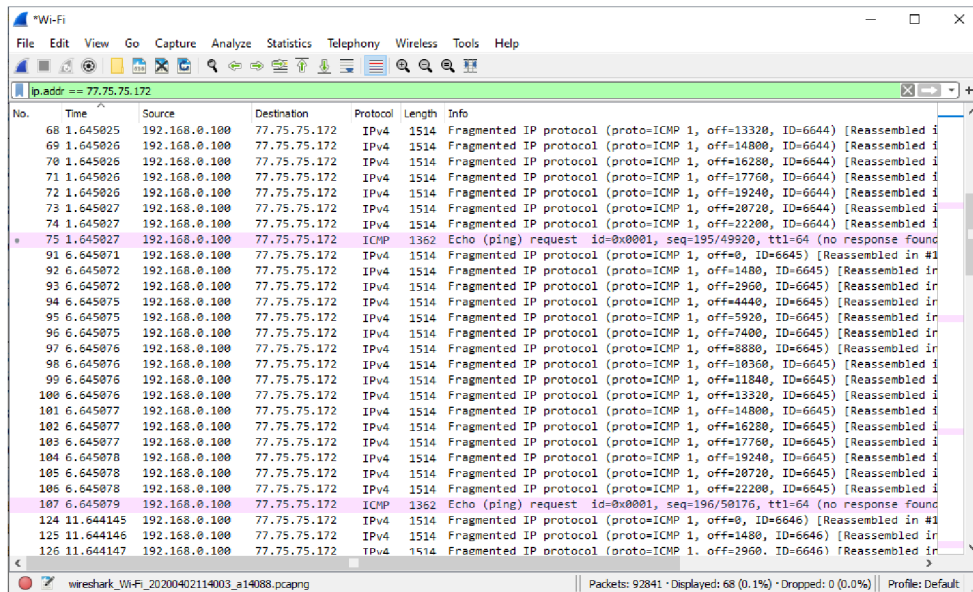 *Wi-Fi
File Edit View Go Capture Analyze Statistics Telephony Wireless Tools Help
ip.addr == 77.75.75.172
No. Time Source Destination Protocol Length Info
68 1.645025 192.168.0.100 77.75.75.172 IPv4 1514 Fragmented IP protocol (proto=ICMP 1, off=13320, ID=6644) [Reassembled i
69 1.645026 192.168.0.100 77.75.75.172 IPv4 1514 Fragmented IP protocol (proto=ICMP 1, off=14800, ID=6644) [Reassembled i
70 1.645026 192.168.0.100 77.75.75.172 IPv4 1514 Fragmented IP protocol (proto=ICMP 1, off=16280, ID=6644) [Reassembled i
71 1.645026 192.168.0.100 77.75.75.172 IPv4 1514 Fragmented IP protocol (proto=ICMP 1, off=17760, ID=6644) [Reassembled i
72 1.645026 192.168.0.100 77.75.75.172 IPv4 1514 Fragmented IP protocol (proto=ICMP 1, off=19240, ID=6644) [Reassembled i
73 1.645027 192.168.0.100 77.75.75.172 IPv4 1514 Fragmented IP protocol (proto=ICMP 1, off=20720, ID=6644) [Reassembled i
74 1.645027 192.168.0.100 77.75.75.172 IPv4 1514 Fragmented IP protocol (proto=ICMP 1, off=22200, ID=6644) [Reassembled i
75 1.645027 192.168.0.100 77.75.75.172 ICMP 1362 Echo (ping) request id=0x0001, seq=195/49920, ttl=64 (no response found
91 6.645071 192.168.0.100 77.75.75.172 IPv4 1514 Fragmented IP protocol (proto=ICMP 1, off=0, ID=6645) [Reassembled in #1
92 6.645072 192.168.0.100 77.75.75.172 IPv4 1514 Fragmented IP protocol (proto=ICMP 1, off=1480, ID=6645) [Reassembled in
93 6.645072 192.168.0.100 77.75.75.172 IPv4 1514 Fragmented IP protocol (proto=ICMP 1, off=2960, ID=6645) [Reassembled in
94 6.645075 192.168.0.100 77.75.75.172 IPv4 1514 Fragmented IP protocol (proto=ICMP 1, off=4440, ID=6645) [Reassembled in
95 6.645075 192.168.0.100 77.75.75.172 IPv4 1514 Fragmented IP protocol (proto=ICMP 1, off=5920, ID=6645) [Reassembled in
96 6.645075 192.168.0.100 77.75.75.172 IPv4 1514 Fragmented IP protocol (proto=ICMP 1, off=7400, ID=6645) [Reassembled in
97 6.645076 192.168.0.100 77.75.75.172 IPv4 1514 Fragmented IP protocol (proto=ICMP 1, off=8880, ID=6645) [Reassembled in
98 6.645076 192.168.0.100 77.75.75.172 IPv4 1514 Fragmented IP protocol (proto=ICMP 1, off=10360, ID=6645) [Reassembled i
99 6.645076 192.168.0.100 77.75.75.172 IPv4 1514 Fragmented IP protocol (proto=ICMP 1, off=11840, ID=6645) [Reassembled i
100 6.645076 192.168.0.100 77.75.75.172 IPv4 1514 Fragmented IP protocol (proto=ICMP 1, off=13320, ID=6645) [Reassembled i
101 6.645077 192.168.0.100 77.75.75.172 IPv4 1514 Fragmented IP protocol (proto=ICMP 1, off=14800, ID=6645) [Reassembled i
102 6.645077 192.168.0.100 77.75.75.172 IPv4 1514 Fragmented IP protocol (proto=ICMP 1, off=16280, ID=6645) [Reassembled i
103 6.645077 192.168.0.100 77.75.75.172 IPv4 1514 Fragmented IP protocol (proto=ICMP 1, off=17760, ID=6645) [Reassembled i
104 6.645078 192.168.0.100 77.75.75.172 IPv4 1514 Fragmented IP protocol (proto=ICMP 1, off=19240, ID=6645) [Reassembled i
105 6.645078 192.168.0.100 77.75.75.172 IPv4 1514 Fragmented IP protocol (proto=ICMP 1, off=20720, ID=6645) [Reassembled i
106 6.645078 192.168.0.100 77.75.75.172 IPv4 1514 Fragmented IP protocol (proto=ICMP 1, off=22200, ID=6645) [Reassembled i
107 6.645079 192.168.0.100 77.75.75.172 ICMP 1362 Echo (ping) request id=0x0001, seq=196/50176, ttl=64 (no response found
124 11.644145 192.168.0.100 77.75.75.172 IPv4 1514 Fragmented IP protocol (proto=ICMP 1, off=0, ID=6646) [Reassembled in #1
125 11.644146 192.168.0.100 77.75.75.172 IPv4 1514 Fragmented IP protocol (proto=ICMP 1, off=1480, ID=6646) [Reassembled in
126 11.644147 192.168.0.100 77.75.75.172 IPv4 1514 Fragmented IP protocol (proto=ICMP 1, off=2960, ID=6646) [Reassembled in
wireshark_Wi-Fi_20200402114003_a14088.pcapng Packets: 92841 · Displayed: 68 (0.1%) · Dropped: 0 (0.0%) Profile: Default